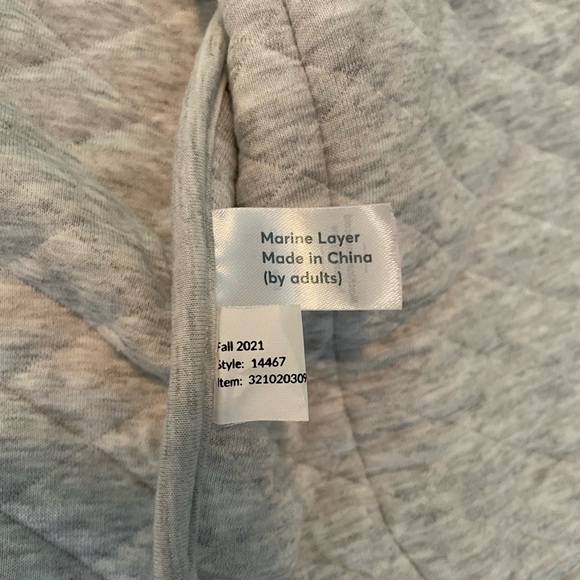 Marine Layer
Made in China
(by adults)
Fall 2021
Style: 14467
Item: 321020309